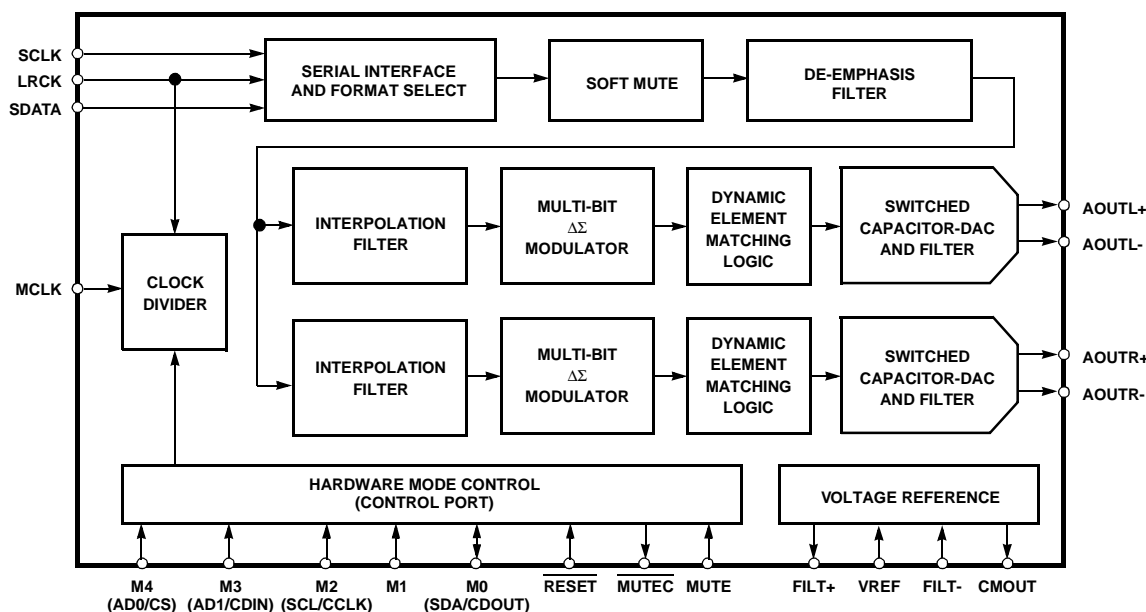 SCLK
LRCK
SDATA
SERIAL INTERFACE
AND FORMAT SELECT
SOFT MUTE
DE-EMPHASIS
FILTER
INTERPOLATION
FILTER
MULTI-BIT
ΔΣ
MODULATOR
DYNAMIC
ELEMENT
MATCHING
LOGIC
SWITCHED
CAPACITOR-DAC
AND FILTER
AOUTL+
AOUTL-
MCLK
CLOCK
DIVIDER
INTERPOLATION
FILTER
MULTI-BIT
ΔΣ
MODULATOR
DYNAMIC
ELEMENT
MATCHING
LOGIC
SWITCHED
CAPACITOR-DAC
AND FILTER
AOUTR+
AOUTR-
HARDWARE MODE CONTROL
(CONTROL PORT)
VOLTAGE REFERENCE
M4
(AD0/CS)
M3
(AD1/CDIN)
M2
(SCL/CCLK)
M1
M0
(SDA/CDOUT)
RESET
MUTEC
MUTE
FILT+
VREF
FILT-
CMOUT